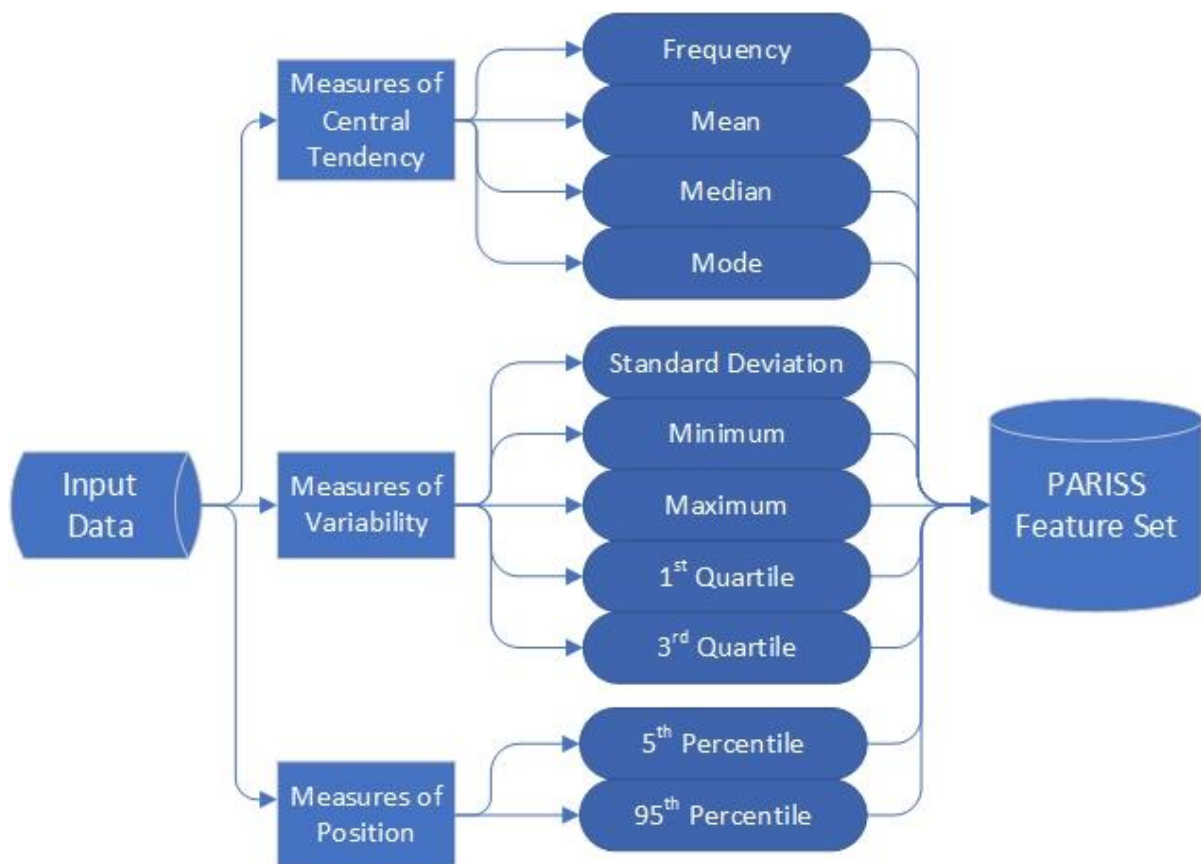 Input
Data
Measures of
Central
Tendency
Measures of
Variability
Measures of
Position
Frequency
Mean
Median
Mode
Standard Deviation
Minimum
Maximum
1st Quartile
3rd Quartile
5th Percentile
95th Percentile
PARISS
Feature Set